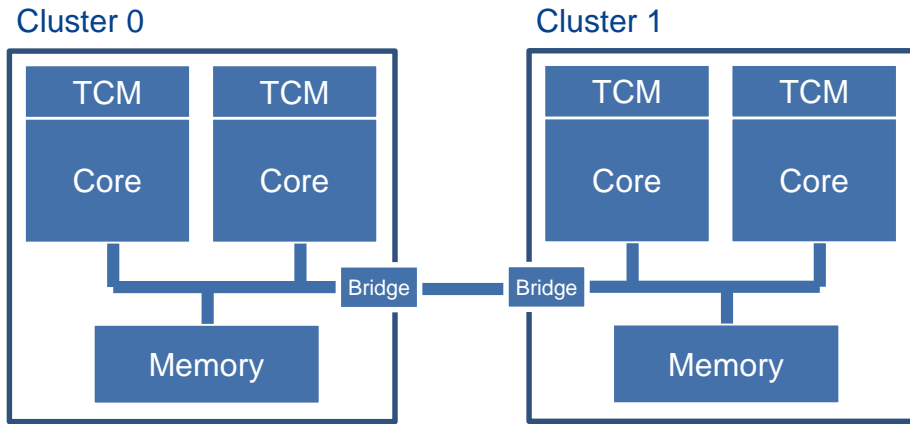 Cluster 0
Cluster 1
TCM
TCM
TCM
TCM
Core
Core
Core
Core
Bridge
Bridge
Memory
Memory